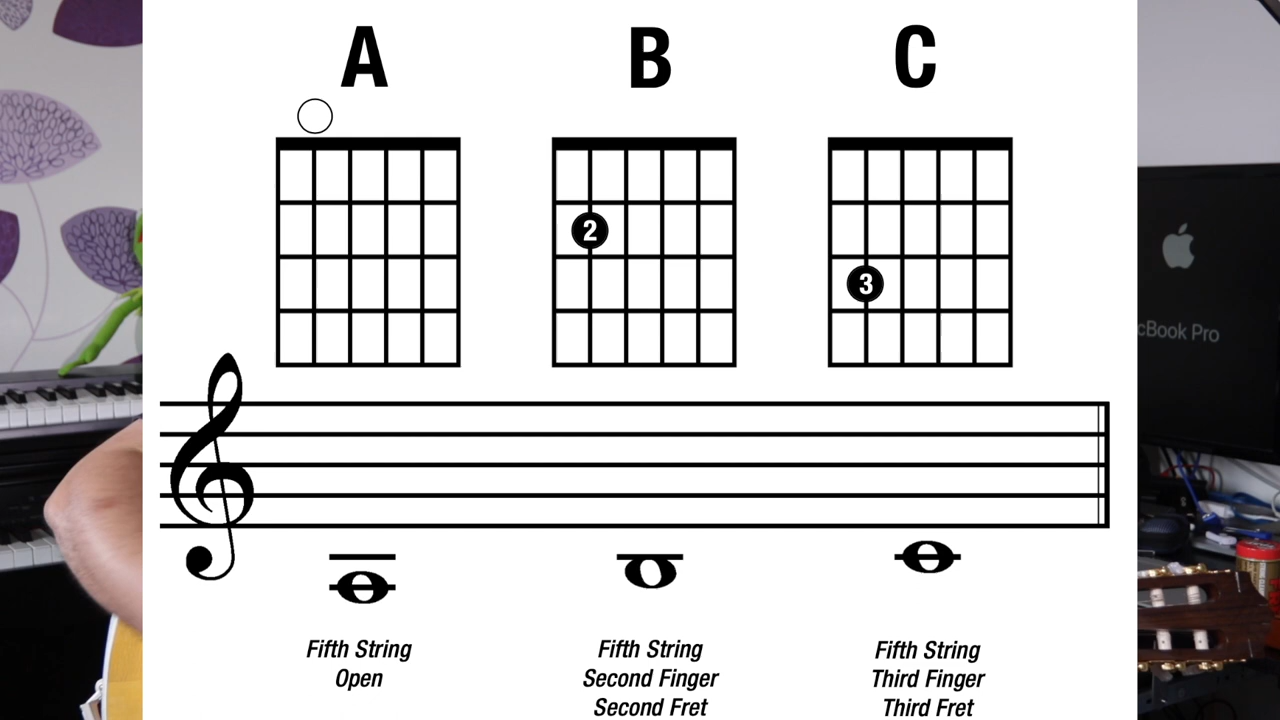 A B C
2
3
cBook Pro
Fifth String
Open
Fifth String
Second Finger
Second Fret
Fifth String
Third Finger
Third Fret